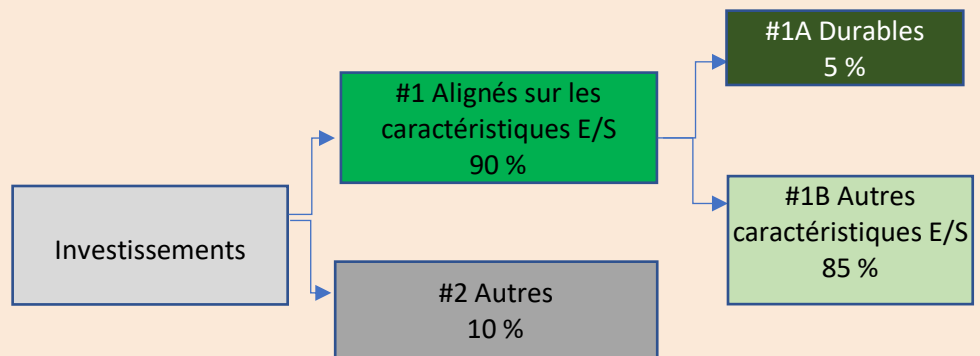 Investissements
#1 Alignés sur les
caractéristiques E/S
90 %
#2 Autres
10 %
#1A Durables
5 %
#1B Autres
caractéristiques E/S
85 %